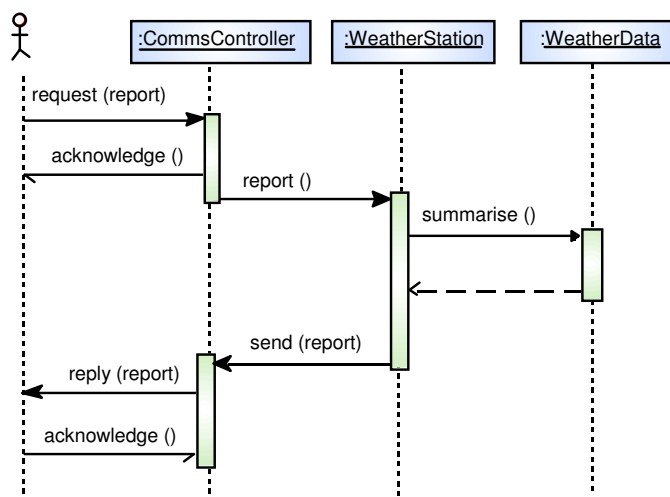 :CommsController
:WeatherStation
:WeatherData
request (report)
acknowledge ()
report ()
summarise ()
send (report)
reply (report)
acknowledge ()